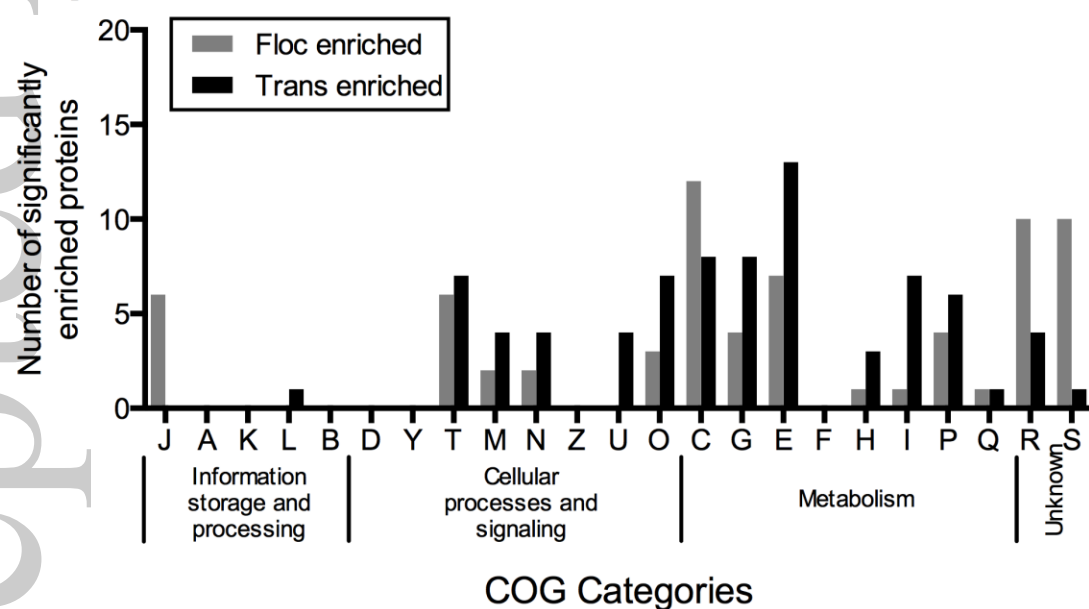 20
15
10
5
0
Number of significantly
enriched proteins
Floc enriched
Trans enriched
J A K L B D Y T M N Z U O C G E F H I P Q R S
Information
storage and
processing
Cellular
processes and
signaling
Metabolism
Unknown
COG Categories